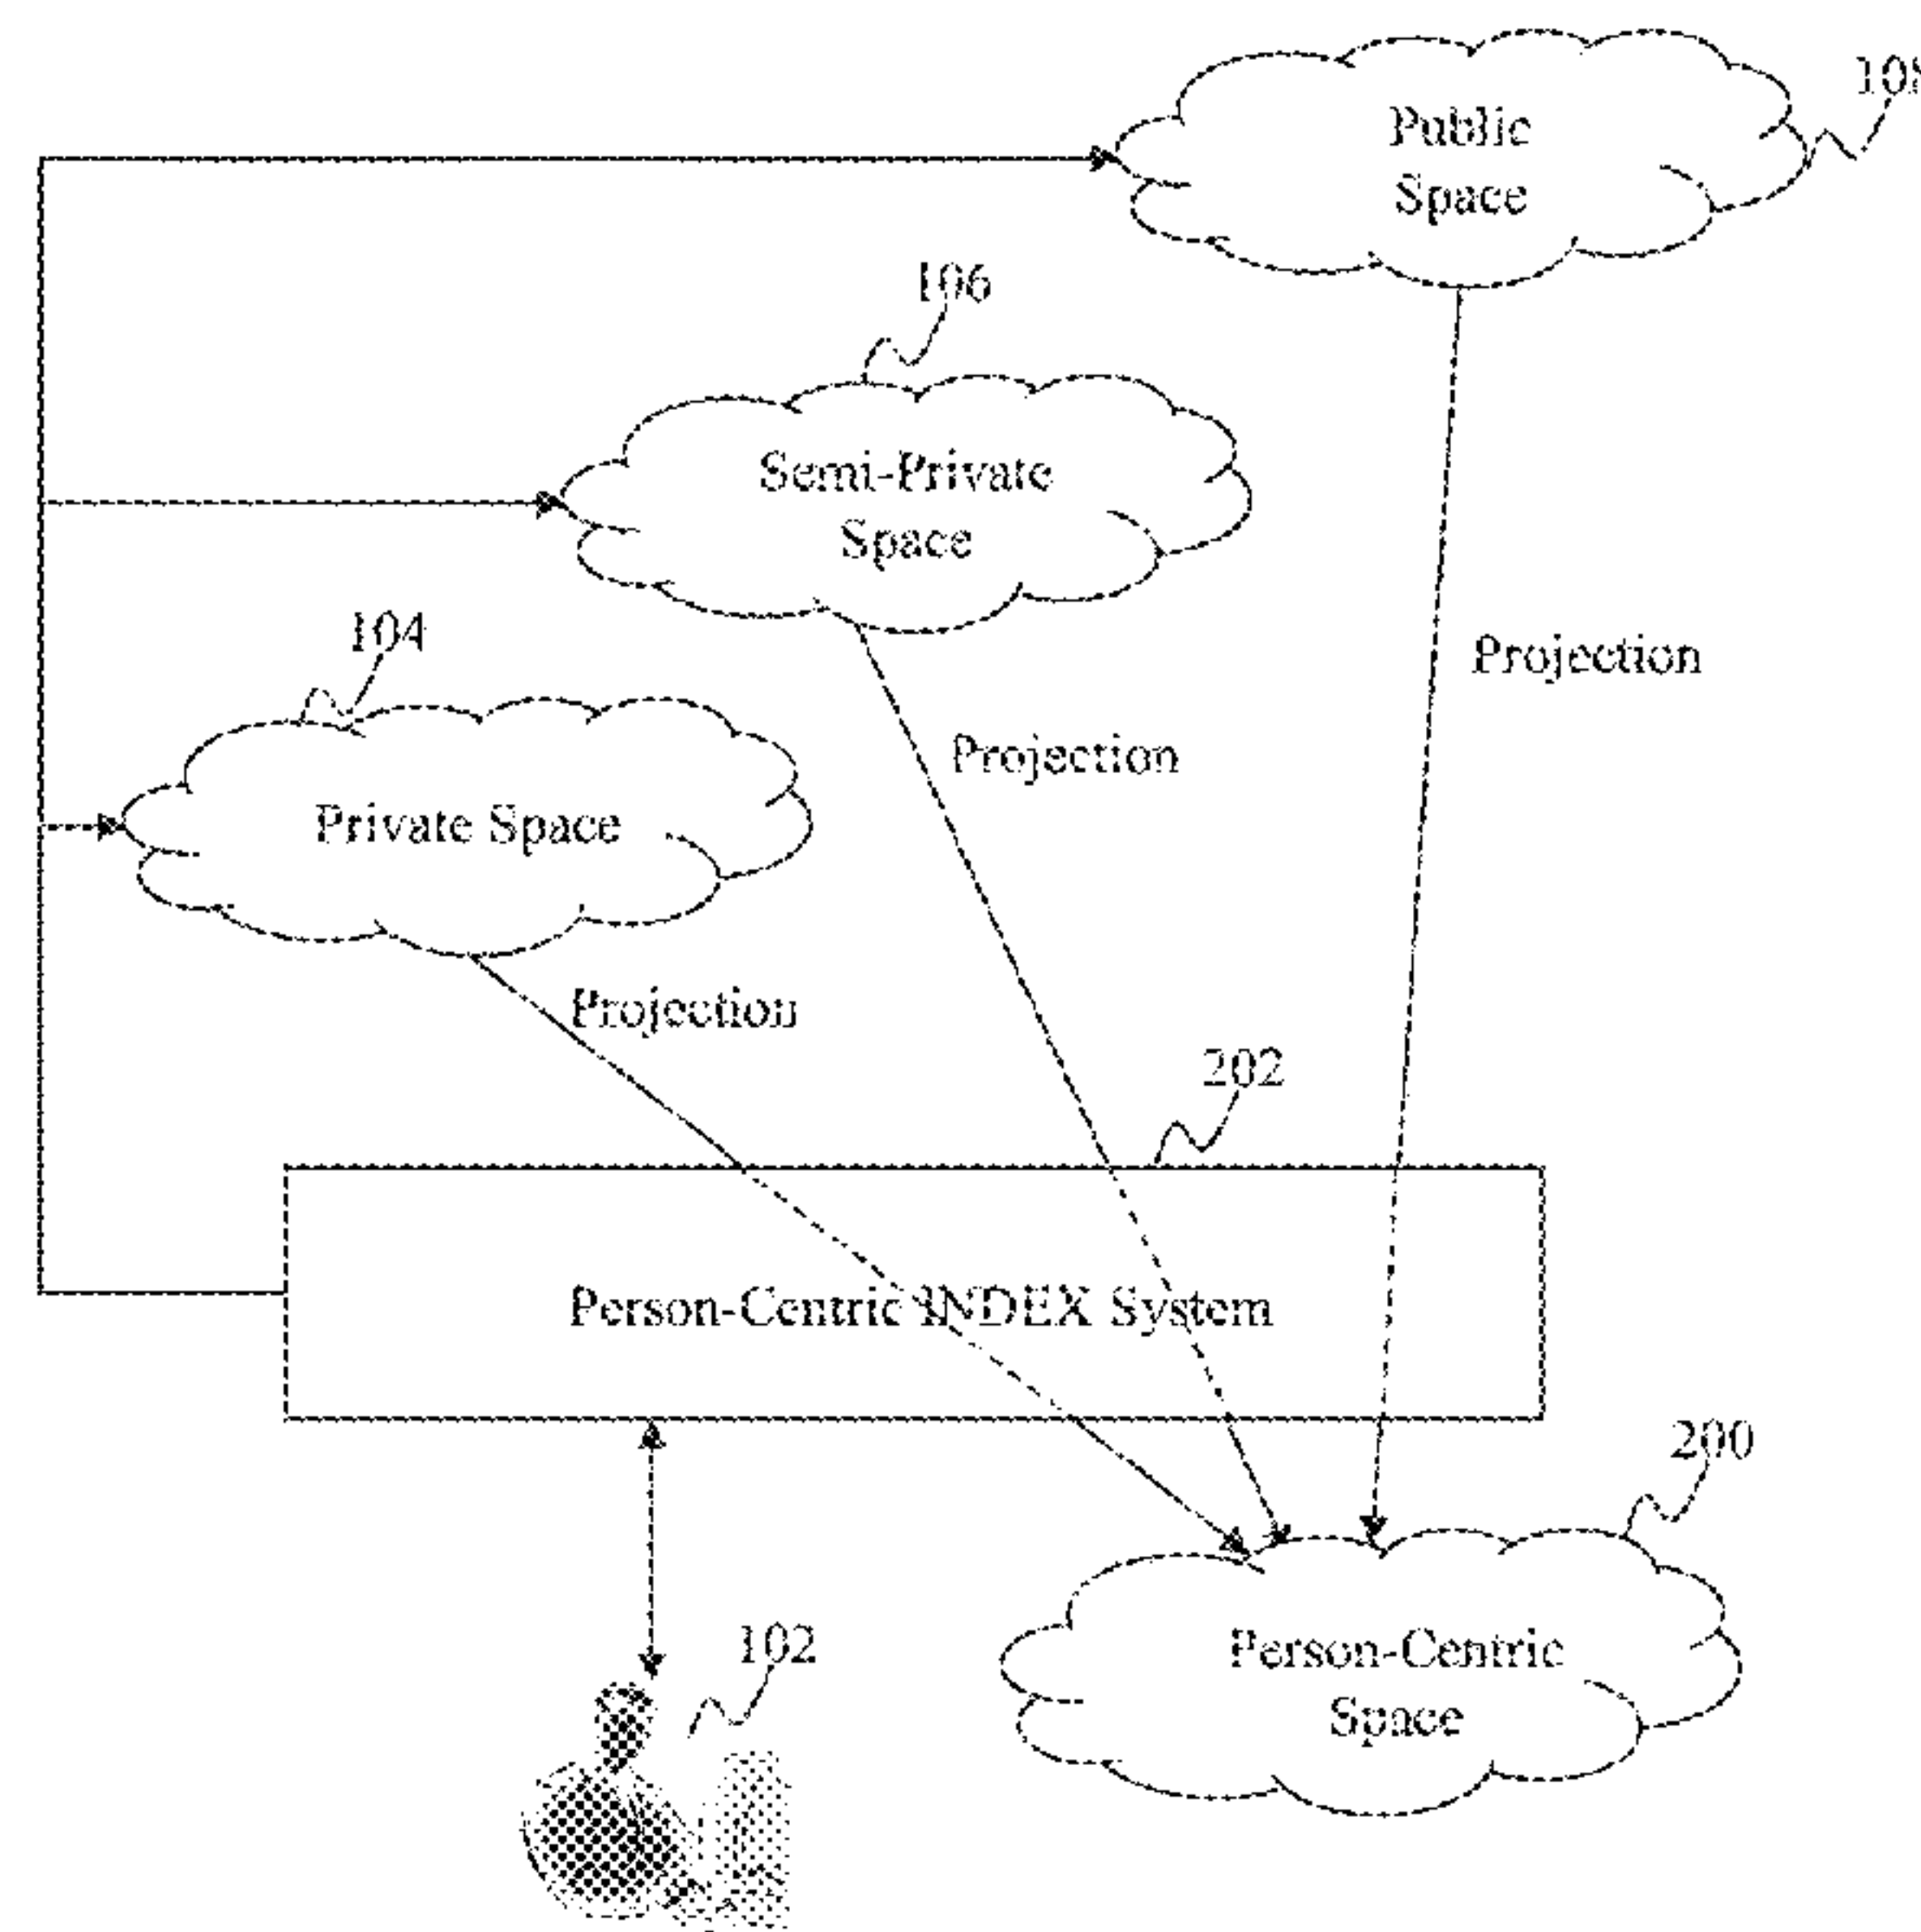 Public
Space
106
Semi-Private
Space
104
Projection
Projection
Private Space
Projection
202
Person-Centric INDEX System
200
102
Person-Centric
Space